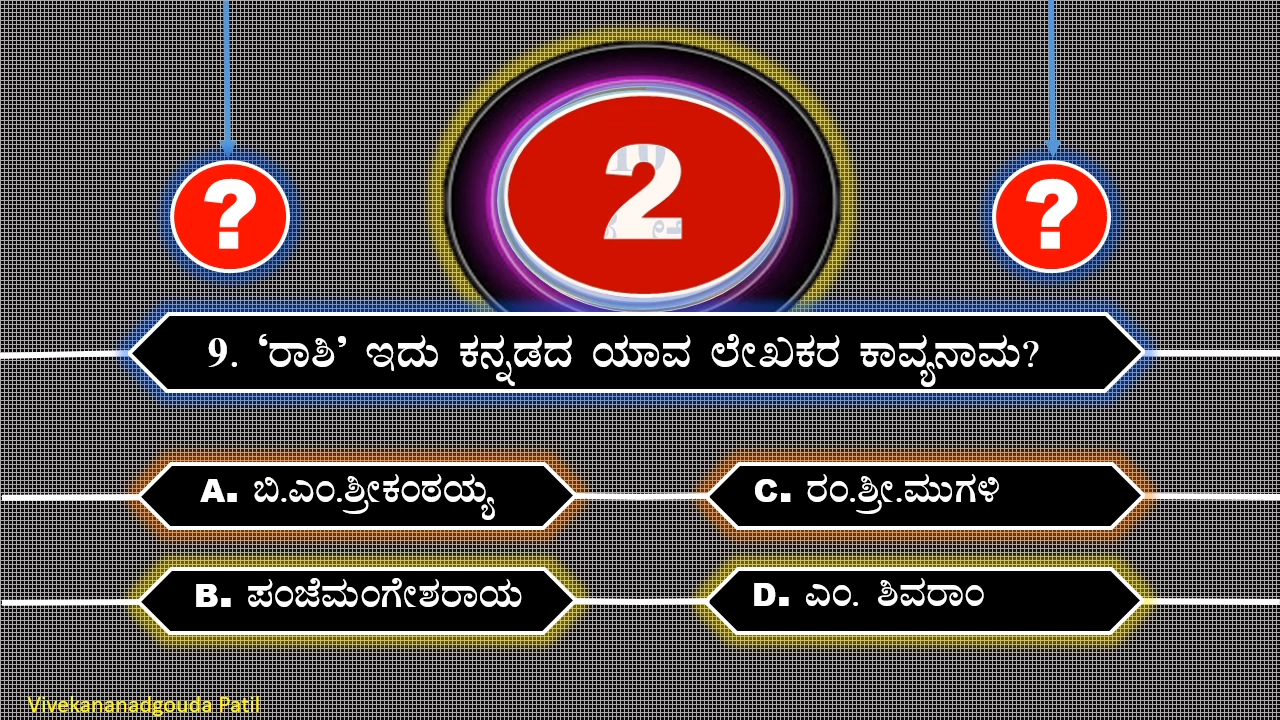 ?
2
?
9. ‘ರಾಶಿ’ ಇದು ಕನ್ನಡದ ಯಾವ ಲೇಖಕರ ಕಾವ್ಯನಾಮ?
A. ಬಿ.ಎಂ.ಶ್ರೀಕಂಠಯ್ಯ
C. ರಂ.ಶ್ರೀ.ಮುಗಳಿ
B. ಪಂಜೆಮಂಗೇಶರಾಯ
D. ಎಂ. ಶಿವರಾಂ
Vivekananadgouda Patil